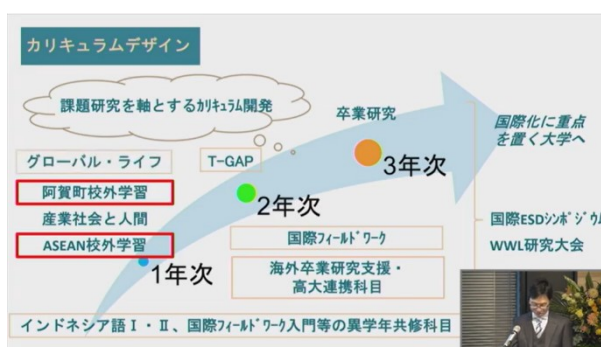 カリキュラムデザイン
課題研究を軸とするカリキュラム開発
卒業研究
国際化に重点
を置く大学へ
グローバル・ライフ
T-GAP
3年次
阿賀町校外学習
2年次
産業社会と人間
国際フィールドワーク
国際ESDシンポジウム
ASEAN校外学習
WWL研究大会
1年次
海外卒業研究支援・
高大連携科目
インドネシア語Ⅰ・Ⅱ、国際フィールドワーク入門等の異学年共修科目